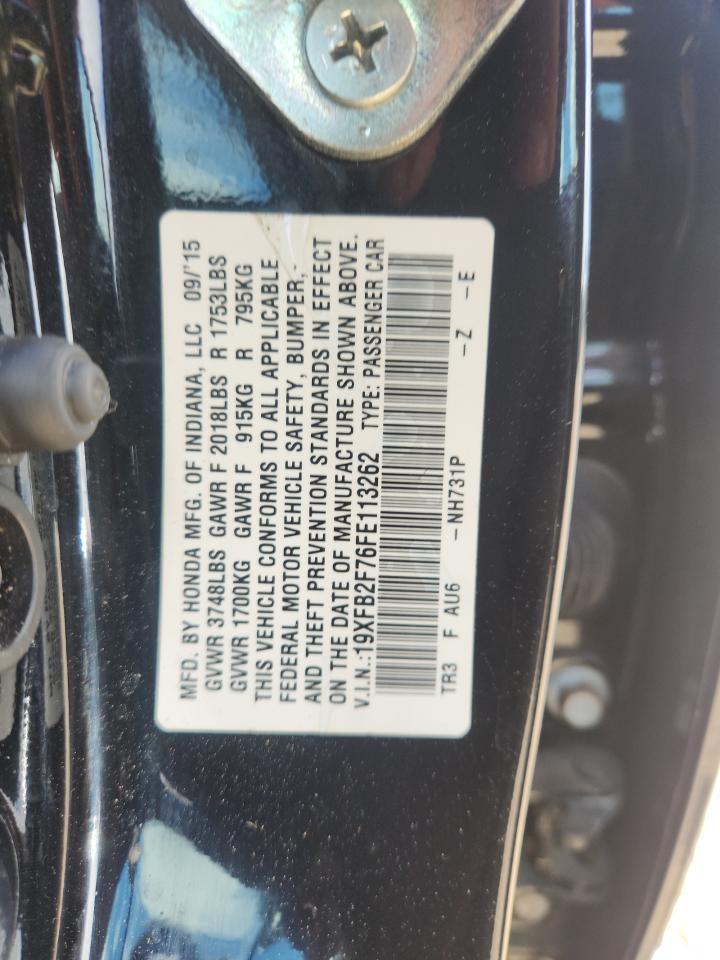 MFD. BY HONDA MFG. OF INDIANA, LLC 09/'15
GVWR 3748LBS GAWR F 2018LBS R 1753LBS
GVWR 1700KG GAWR F 915KG R 795KG
THIS VEHICLE CONFORMS TO ALL APPLICABLE
FEDERAL MOTOR VEHICLE SAFETY, BUMPER,
AND THEFT PREVENTION STANDARDS IN EFFECT
ON THE DATE OF MANUFACTURE SHOWN ABOVE.
V.I.N.:19XFB2F76FE113262 TYPE: PASSENGER CAR
TR3 F AU6 -NH731P -Z -E